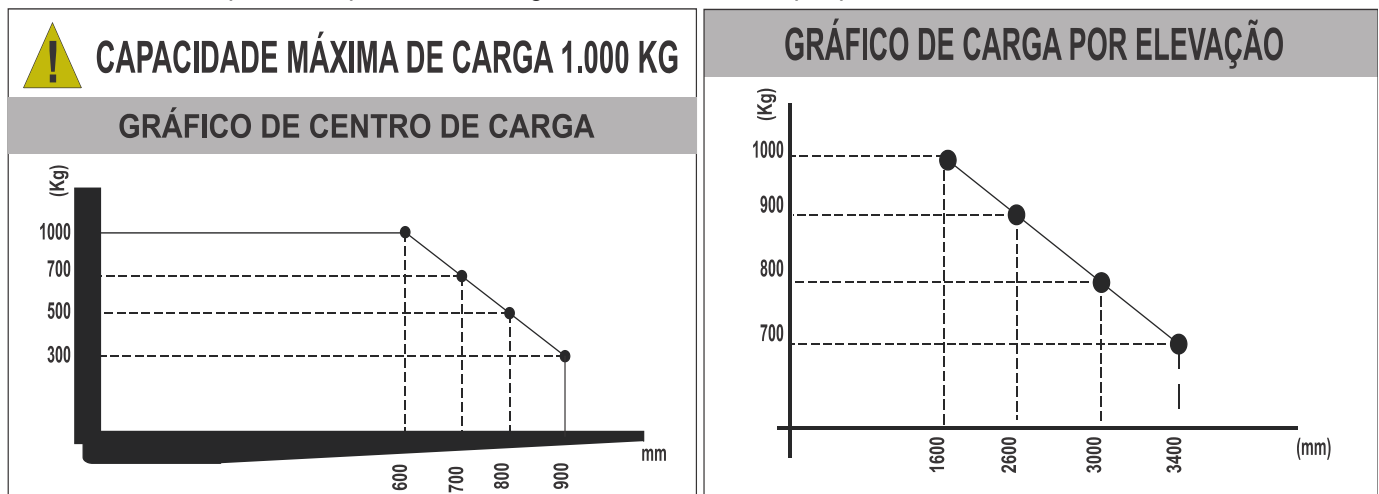 CAPACIDADE MÁXIMA DE CARGA 1.000 KG
GRÁFICO DE CENTRO DE CARGA
(Kg)
1000
700
500
300
600
700
800
900
mm
GRÁFICO DE CARGA POR ELEVAÇÃO
(Kg)
1000
900
800
700
1600
2600
3000
3400
(mm)